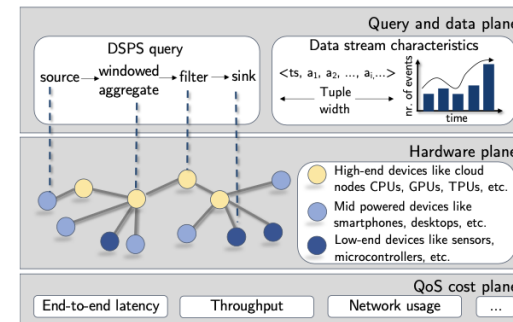 Query and data plane
DSPS query
source
windowed
aggregate
filter
sink
Data stream characteristics
<ts, a₁, a₂, ..., aᵢ,...>
Tuple
width
nr. of events
time
Hardware plane
High-end devices like cloud
nodes CPUs, GPUs, TPUs, etc.
Mid powered devices like
smartphones, desktops, etc.
Low-end devices like sensors,
microcontrollers, etc.
QoS cost plane
End-to-end latency
Throughput
Network usage
...